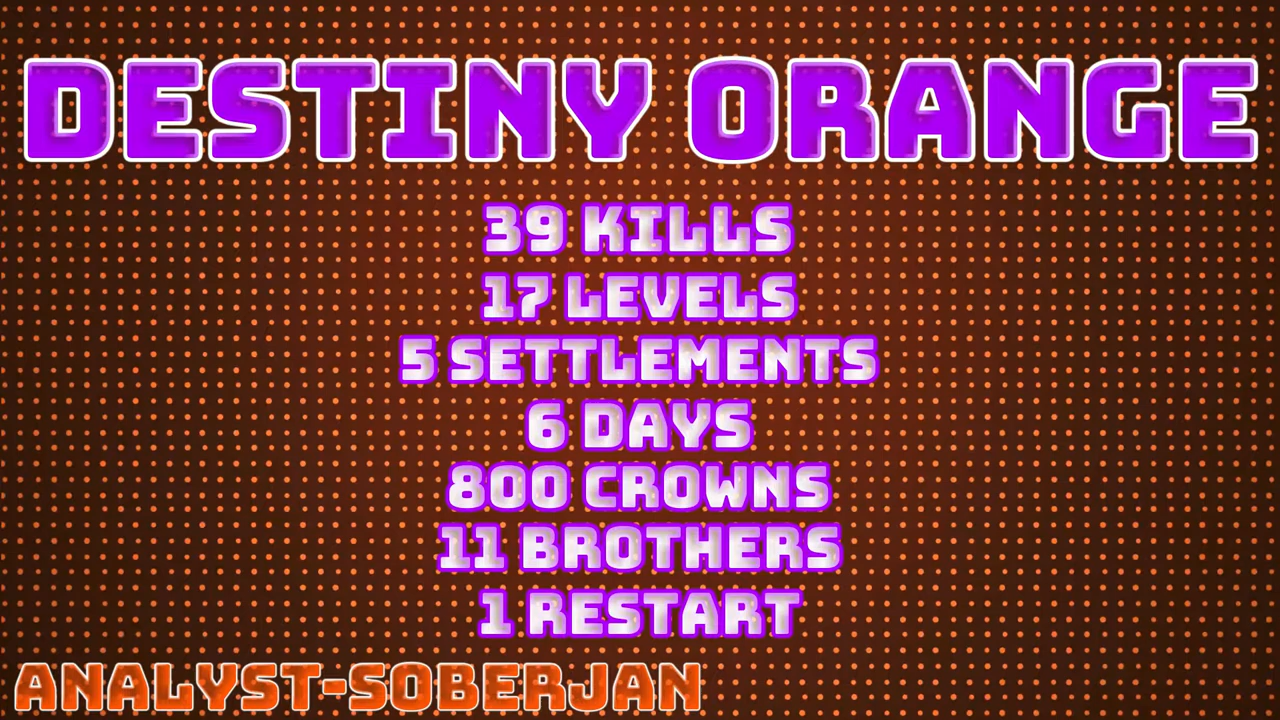 DESTINY ORANGE
39 KILLS
17 LEVELS
5 SETTLEMENTS
6 DAYS
800 CROWNS
11 BROTHERS
1 RESTART
ANALYST-SOBERJAN